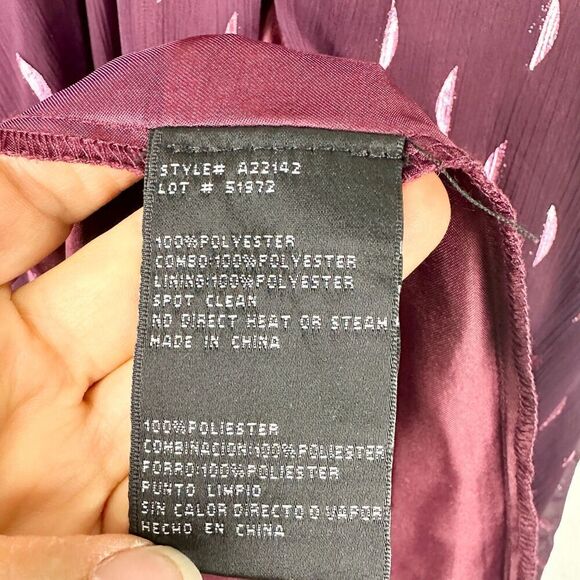 STYLE# A22142
LOT # 51972
100%POLYESTER
COMBO:100%POLYESTER
LINING:100%POLYESTER
SPOT CLEAN
NO DIRECT HEAT OR STEAM
MADE IN CHINA
100%POLIESTER
COMBINACION:100%POLIESTER
FORRO:100%POLIESTER
PUNTO LIMPIO
SIN CALOR DIRECTO O VAPOR
HECHO EN CHINA